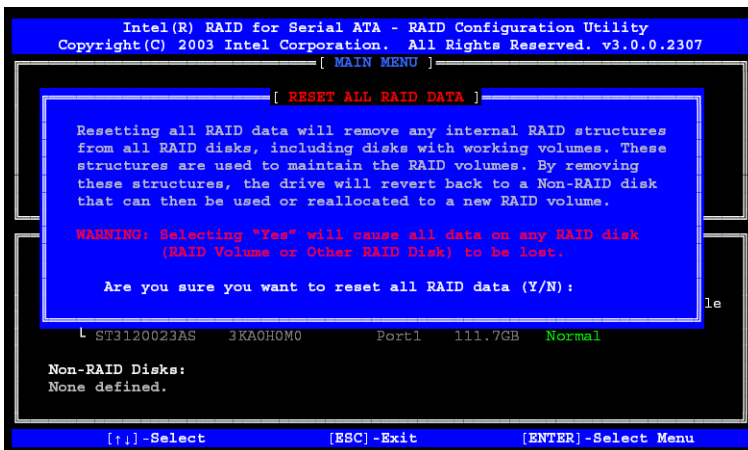 Intel(R) RAID for Serial ATA - RAID Configuration Utility
Copyright(C) 2003 Intel Corporation.  All Rights Reserved. v3.0.0.2307
[ MAIN MENU ]
[ RESET ALL RAID DATA ]
Resetting all RAID data will remove any internal RAID structures
from all RAID disks, including disks with working volumes. These
structures are used to maintain the RAID volumes. By removing
these structures, the drive will revert back to a Non-RAID disk
that can then be used or reallocated to a new RAID volume.
WARNING: Selecting "Yes" will cause all data on any RAID disk
(RAID Volume or Other RAID Disk) to be lost.
Are you sure you want to reset all RAID data (Y/N):
le
ST3120023AS 3KA0H0M0 Port1 111.7GB Normal
Non-RAID Disks:
None defined.
[↑↓]-Select [ESC]-Exit [ENTER]-Select Menu